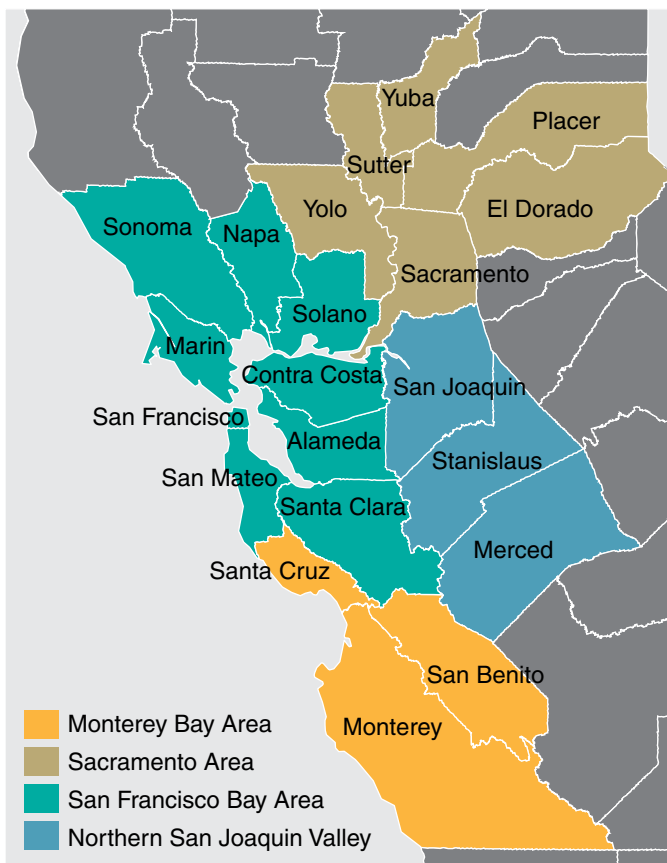 Yuba
Placer
Sutter
Yolo
El Dorado
Sonoma
Napa
Sacramento
Solano
Marin
Contra Costa
San Joaquin
San Francisco
Alameda
Stanislaus
San Mateo
Santa Clara
Merced
Santa Cruz
San Benito
Monterey
Monterey Bay Area
Sacramento Area
San Francisco Bay Area
Northern San Joaquin Valley